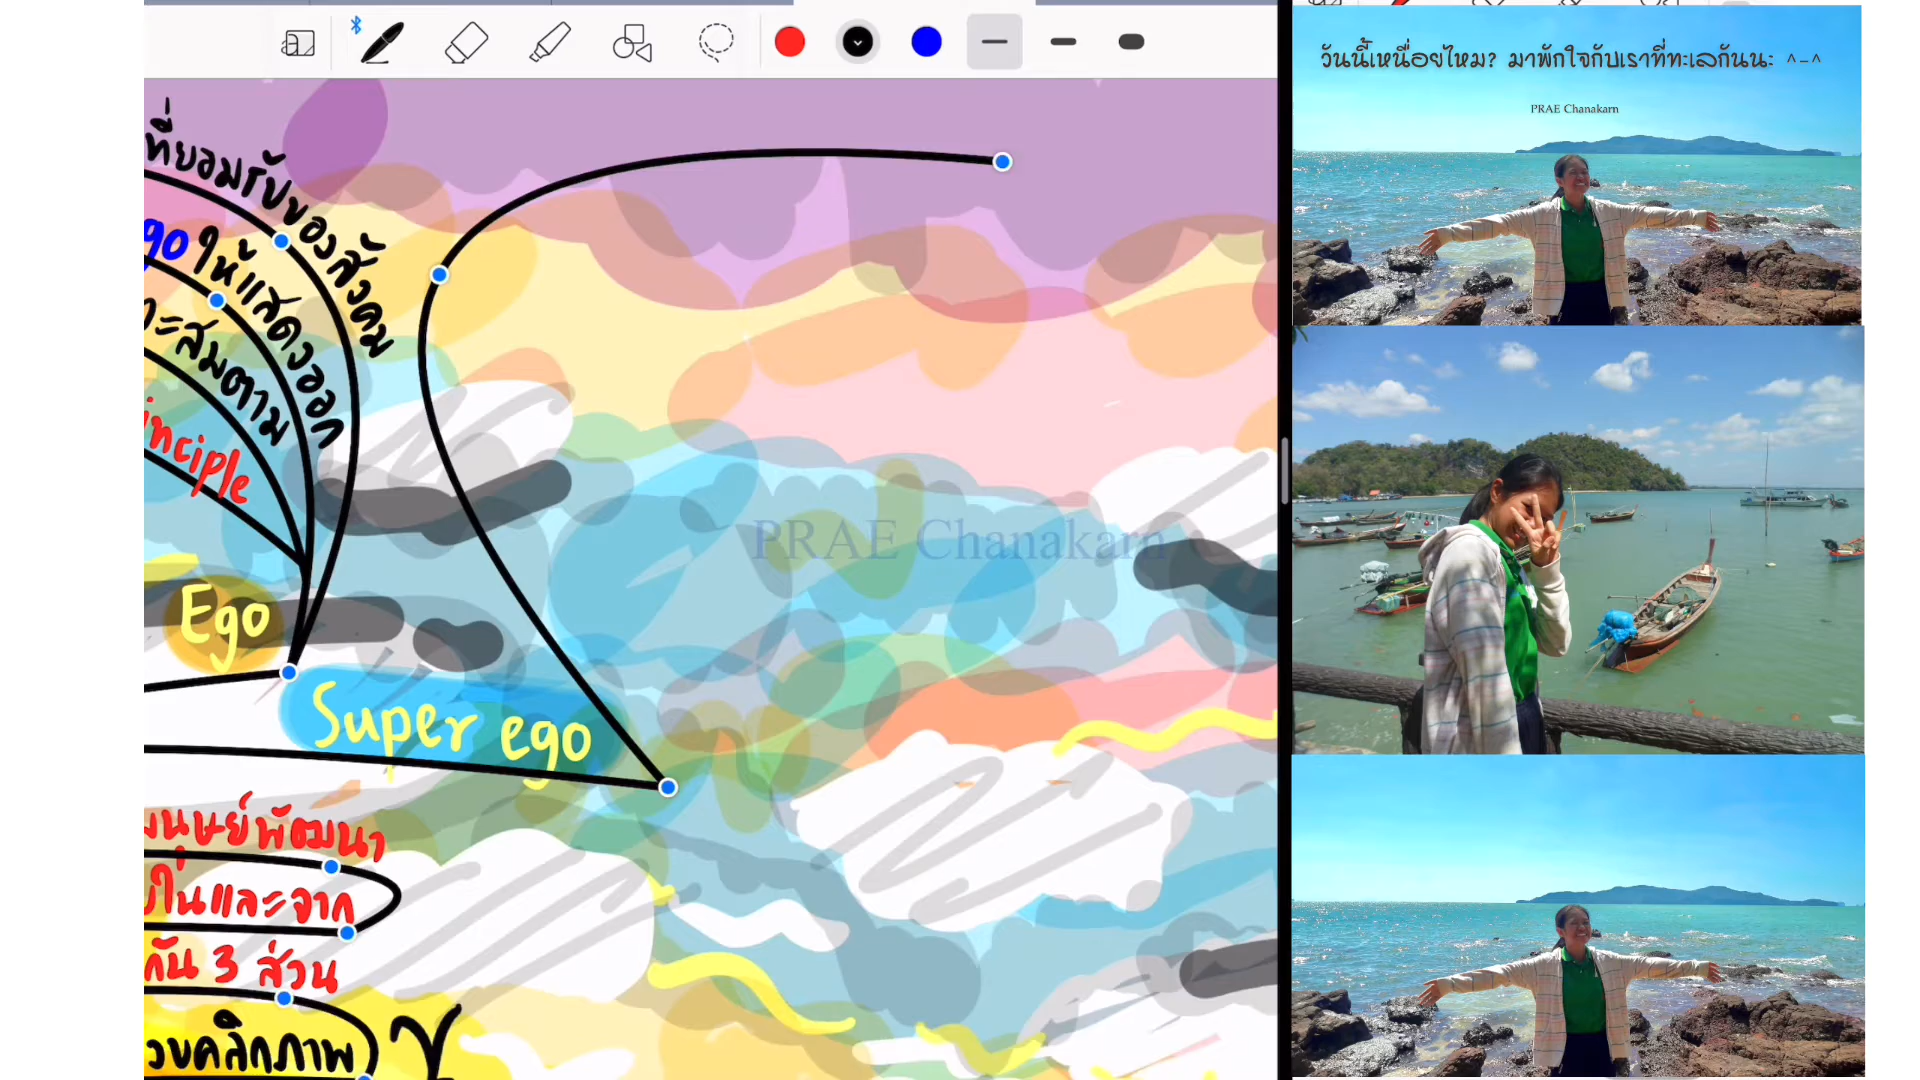 ที่ยอมรับของสังคม
ego ให้แสดงออก
าะสมตาม
inciple
Ego
Super ego
มนุษย์พัฒนา
ยในและจาก
กัน 3 ส่วน
วบคลิกภาพ
PRAE Chanakarn
วันนี้เหนื่อยไหม? มาพักใจกับเราที่ทะเลกันนะ ^-^
PRAE Chanakarn